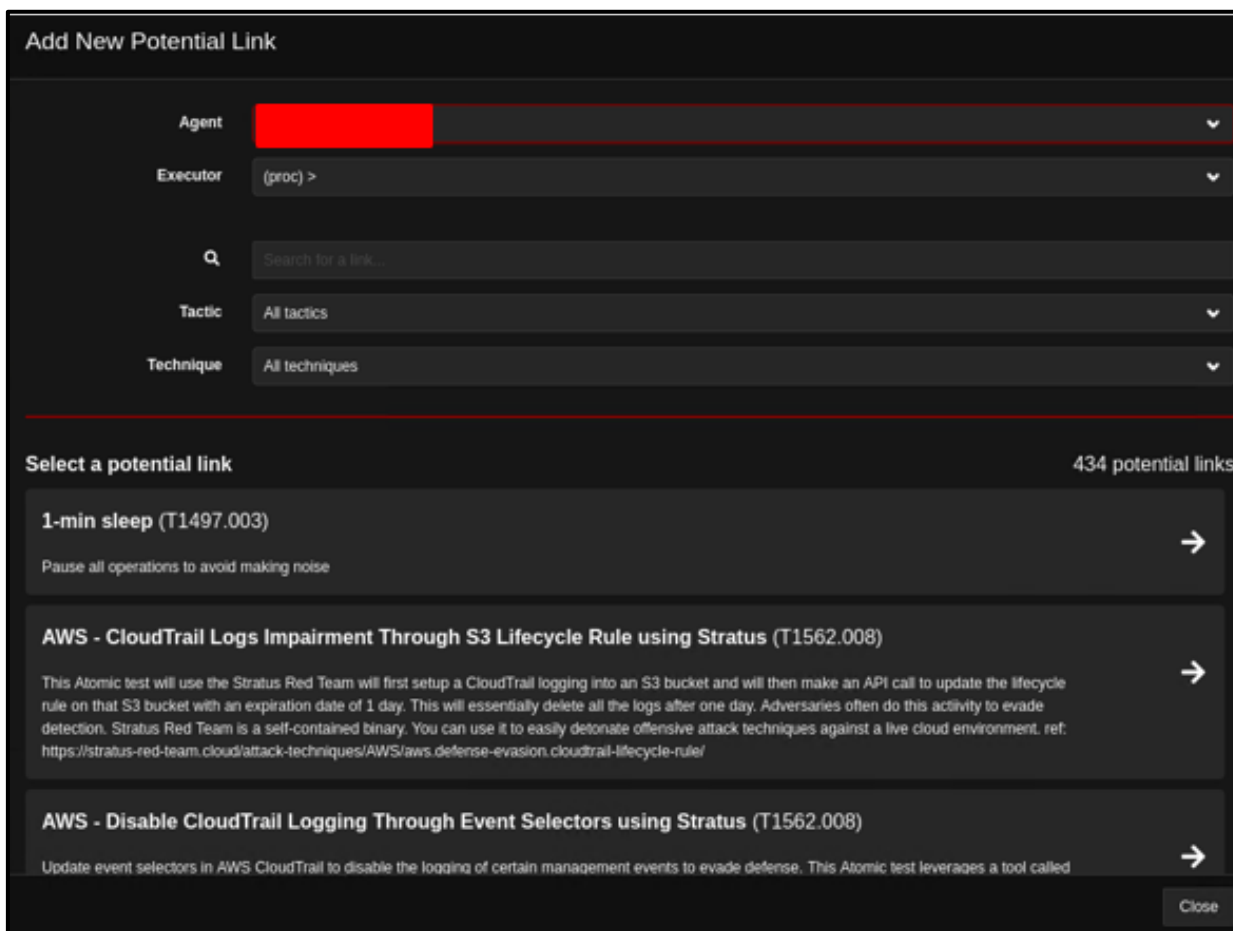 Add New Potential Link
Agent
Executor (proc) >
Search for a link...
Tactic All tactics
Technique All techniques
Select a potential link 434 potential links
1-min sleep (T1497.003)
Pause all operations to avoid making noise
AWS - CloudTrail Logs Impairment Through S3 Lifecycle Rule using Stratus (T1562.008)
This Atomic test will use the Stratus Red Team will first setup a CloudTrail logging into an S3 bucket and will then make an API call to update the lifecycle
rule on that S3 bucket with an expiration date of 1 day. This will essentially delete all the logs after one day. Adversaries often do this actiivity to evade
detection. Stratus Red Team is a self-contained binary. You can use it to easily detonate offensive attack techniques against a live cloud environment. ref:
https://stratus-red-team.cloud/attack-techniques/AWS/aws.defense-evasion.cloudtrail-lifecycle-rule/
AWS - Disable CloudTrail Logging Through Event Selectors using Stratus (T1562.008)
Update event selectors in AWS CloudTrail to disable the logging of certain management events to evade defense. This Atomic test leverages a tool called
Close